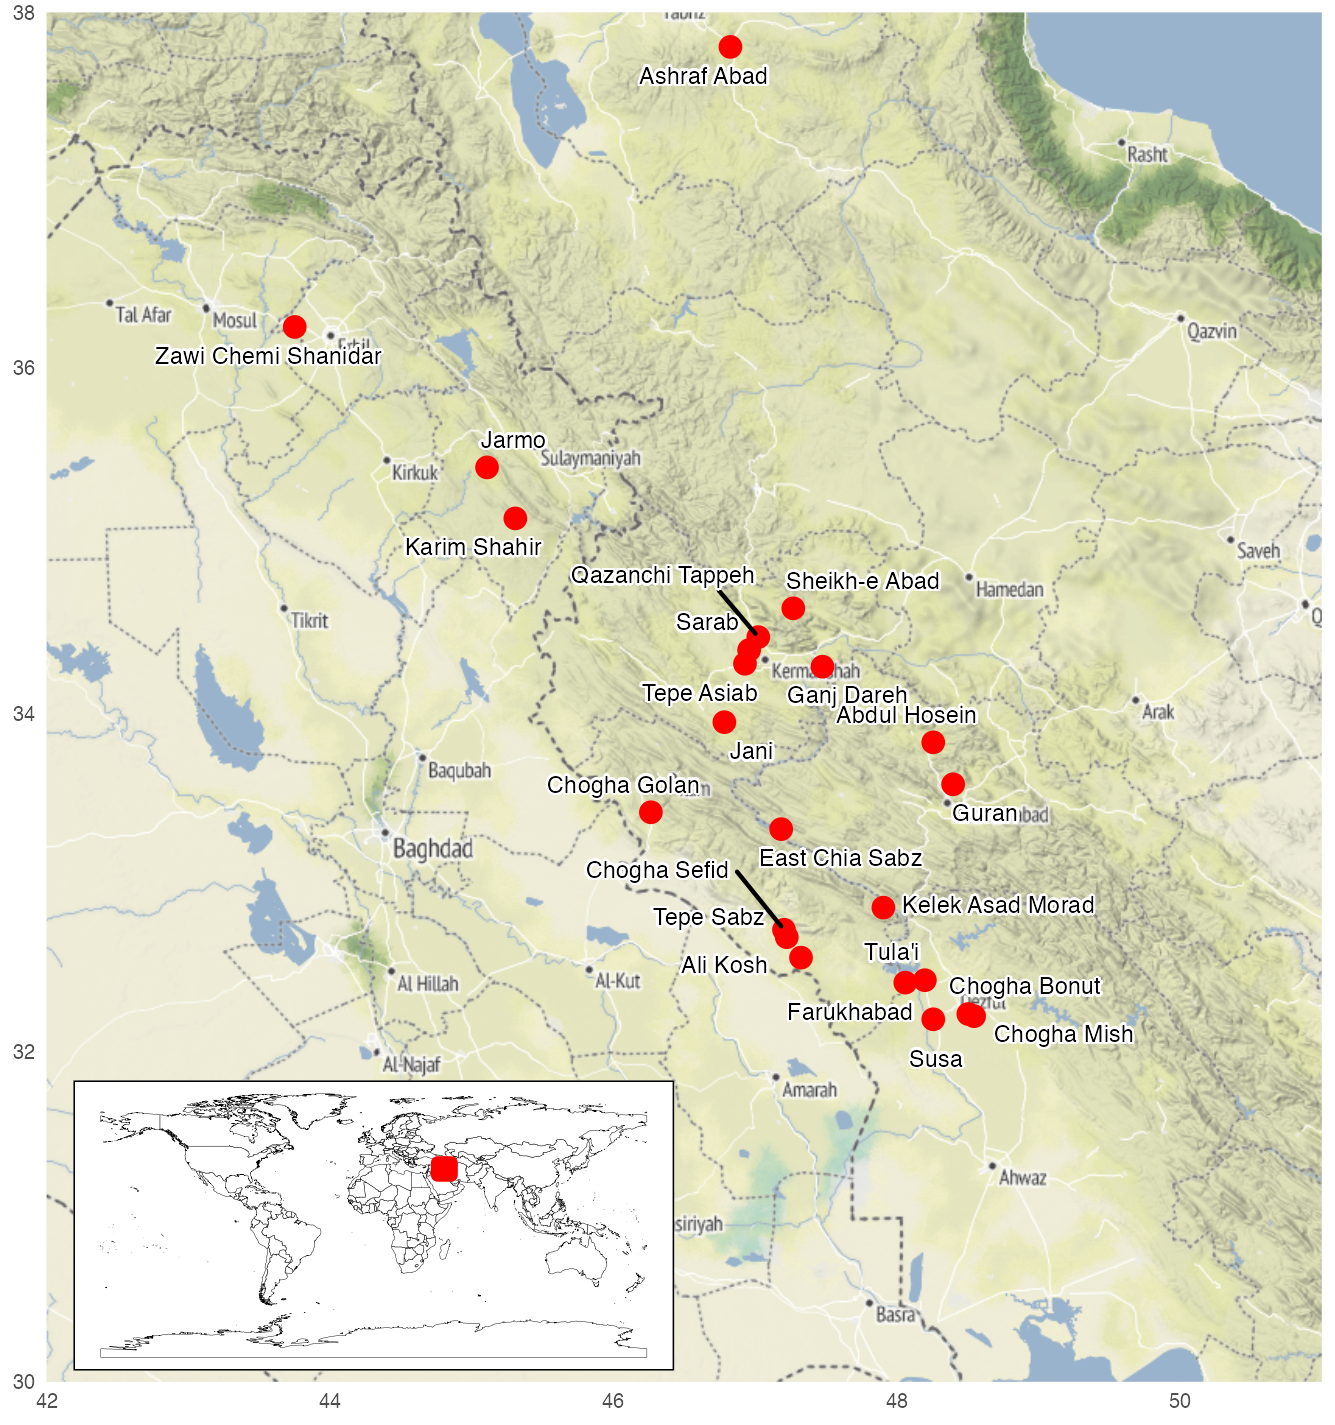 38
Ashraf Abad
Rasht
Tal Afar
Mosul
Qazvin
Zawi Chemi Shanidar
36
Jarmo
Sulaymaniyah
Kirkuk
Karim Shahir
Saveh
Qazanchi Tappeh
Sheikh-e Abad
Hamedan
Tikrit
Sarab
Tepe Asiab
Ganj Dareh
34
Abdul Hosein
Arak
Jani
Baqubah
Chogha Golan
Guran
Baghdad
East Chia Sabz
Chogha Sefid
Kelek Asad Morad
Tepe Sabz
Tula'i
Ali Kosh
Al Hillah
Al-Kut
Chogha Bonut
Farukhabad
Chogha Mish
32
Susa
Al-Najaf
Amarah
Ahwaz
siriyah
Basra
30
42
44
46
48
50